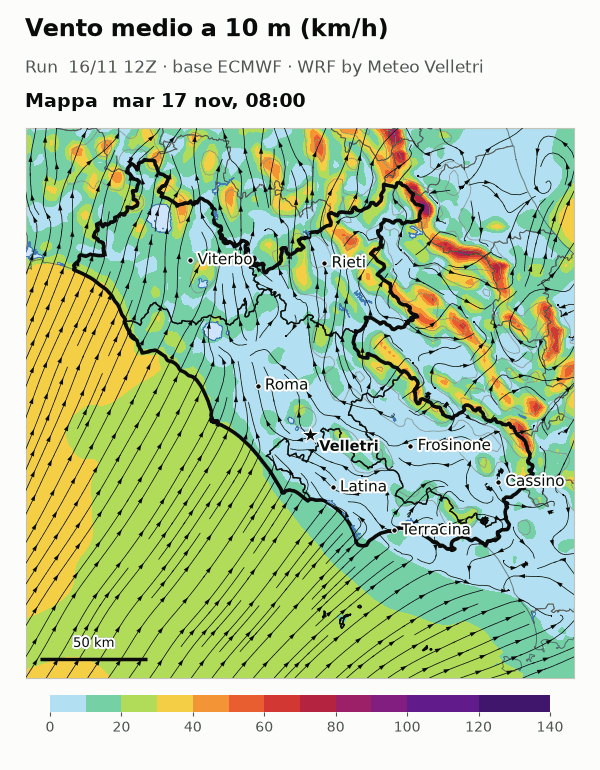 Vento medio a 10 m (km/h)
Run 16/11 12Z · base ECMWF · WRF by Meteo Velletri
Mappa mar 17 nov, 08:00
Viterbo
Rieti
Roma
Velletri
Frosinone
Latina
Cassino
Terracina
50 km
0 20 40 60 80 100 120 140